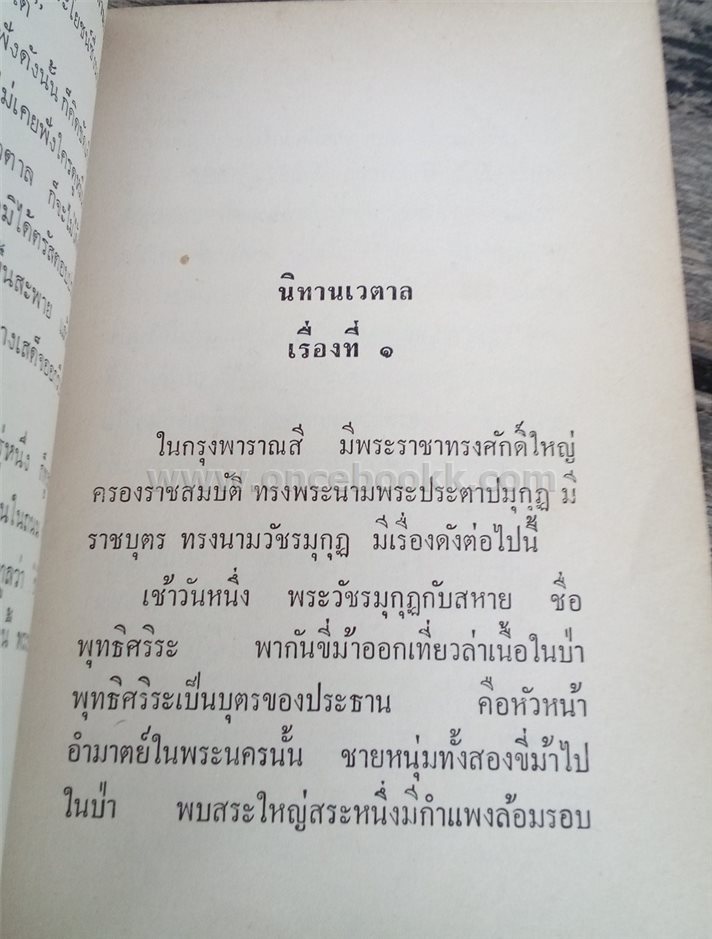 นิทานเวตาล
เรื่องที่ ๑
ในกรุงพาราณสี มีพระราชาทรงศักดิ์ใหญ่
www.oncebookk.com
ครองราชสมบัติ ทรงพระนามพระประตาปมุกุฏ มี
ราชบุตร ทรงนามวัชรมุกุฏ มีเรื่องดังต่อไปนี้
เช้าวันหนึ่ง พระวัชรมุกุฏกับสหาย ชื่อ
พุทธิศริระ พากันขี่ม้าออกเที่ยวล่าเนื้อในป่า
พุทธิศริระเป็นบุตรของประธาน คือหัวหน้า
อำมาตย์ในพระนครนั้น ชายหนุ่มทั้งสองขี่ม้าไป
ในป่า พบสระใหญ่สระหนึ่งมีกำแพงล้อมรอบ